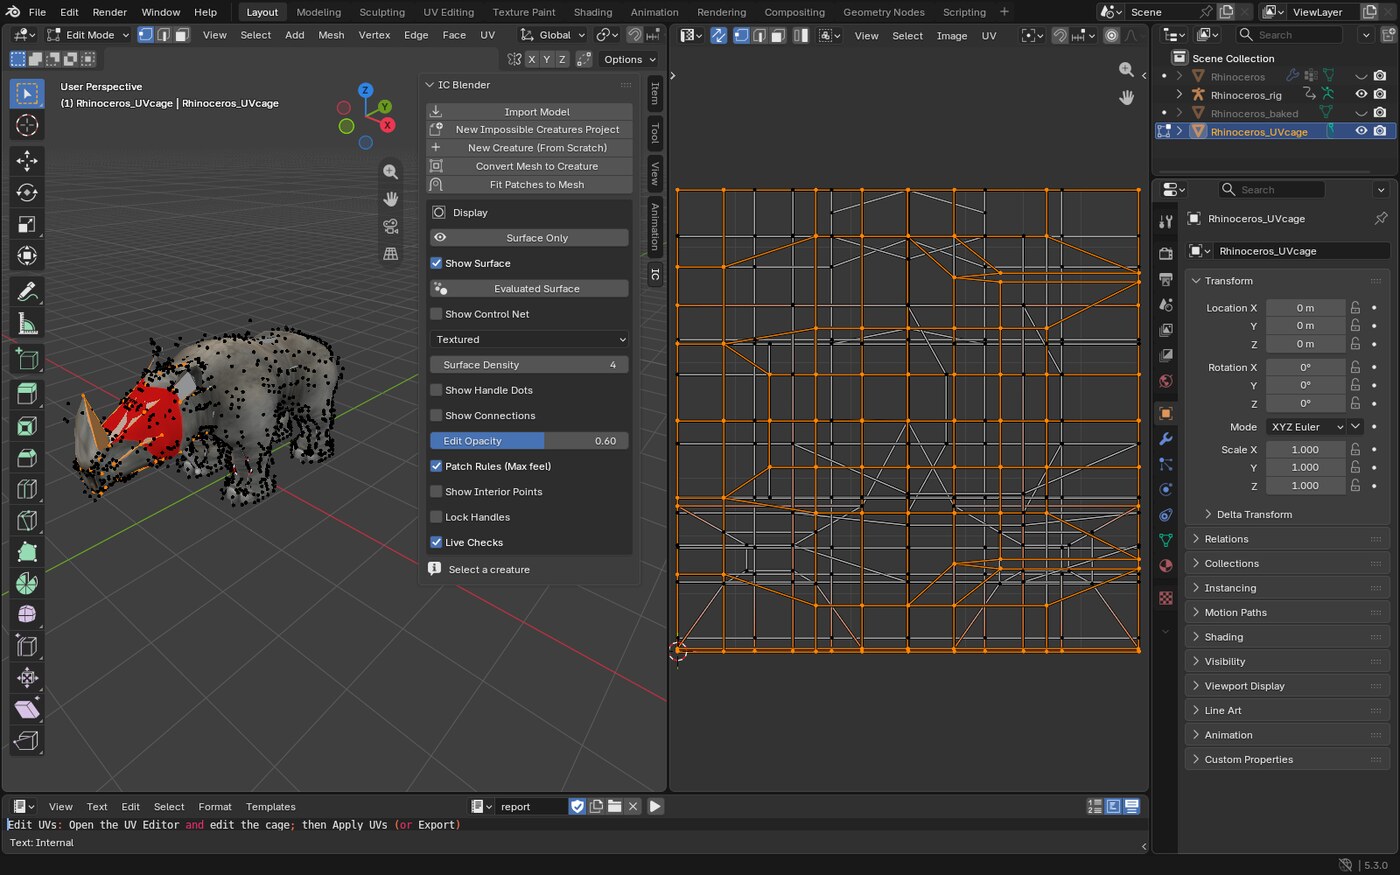 File Edit Render Window Help Layout Modeling Sculpting UV Editing Texture Paint Shading Animation Rendering Compositing Geometry Nodes Scripting + Scene ViewLayer
Edit Mode View Select Add Mesh Vertex Edge Face UV Global
View Select Image UV
Search
X Y Z Options
User Perspective
(1) Rhinoceros_UVcage | Rhinoceros_UVcage
Z
Y
X
IC Blender
Import Model
New Impossible Creatures Project
New Creature (From Scratch)
Convert Mesh to Creature
Fit Patches to Mesh
Display
Surface Only
Show Surface
Evaluated Surface
Show Control Net
Textured
Surface Density 4
Show Handle Dots
Show Connections
Edit Opacity 0.60
Patch Rules (Max feel)
Show Interior Points
Lock Handles
Live Checks
Select a creature
Item
Tool
View
Animation
IC
Scene Collection
Rhinoceros
Rhinoceros_rig
Rhinoceros_baked
Rhinoceros_UVcage
Search
Rhinoceros_UVcage
Rhinoceros_UVcage
Transform
Location X 0 m
Y 0 m
Z 0 m
Rotation X 0°
Y 0°
Z 0°
Mode XYZ Euler
Scale X 1.000
Y 1.000
Z 1.000
Delta Transform
Relations
Collections
Instancing
Motion Paths
Shading
Visibility
Viewport Display
Line Art
Animation
Custom Properties
View Text Edit Select Format Templates report
Edit UVs: Open the UV Editor and edit the cage; then Apply UVs (or Export)
Text: Internal
5.3.0